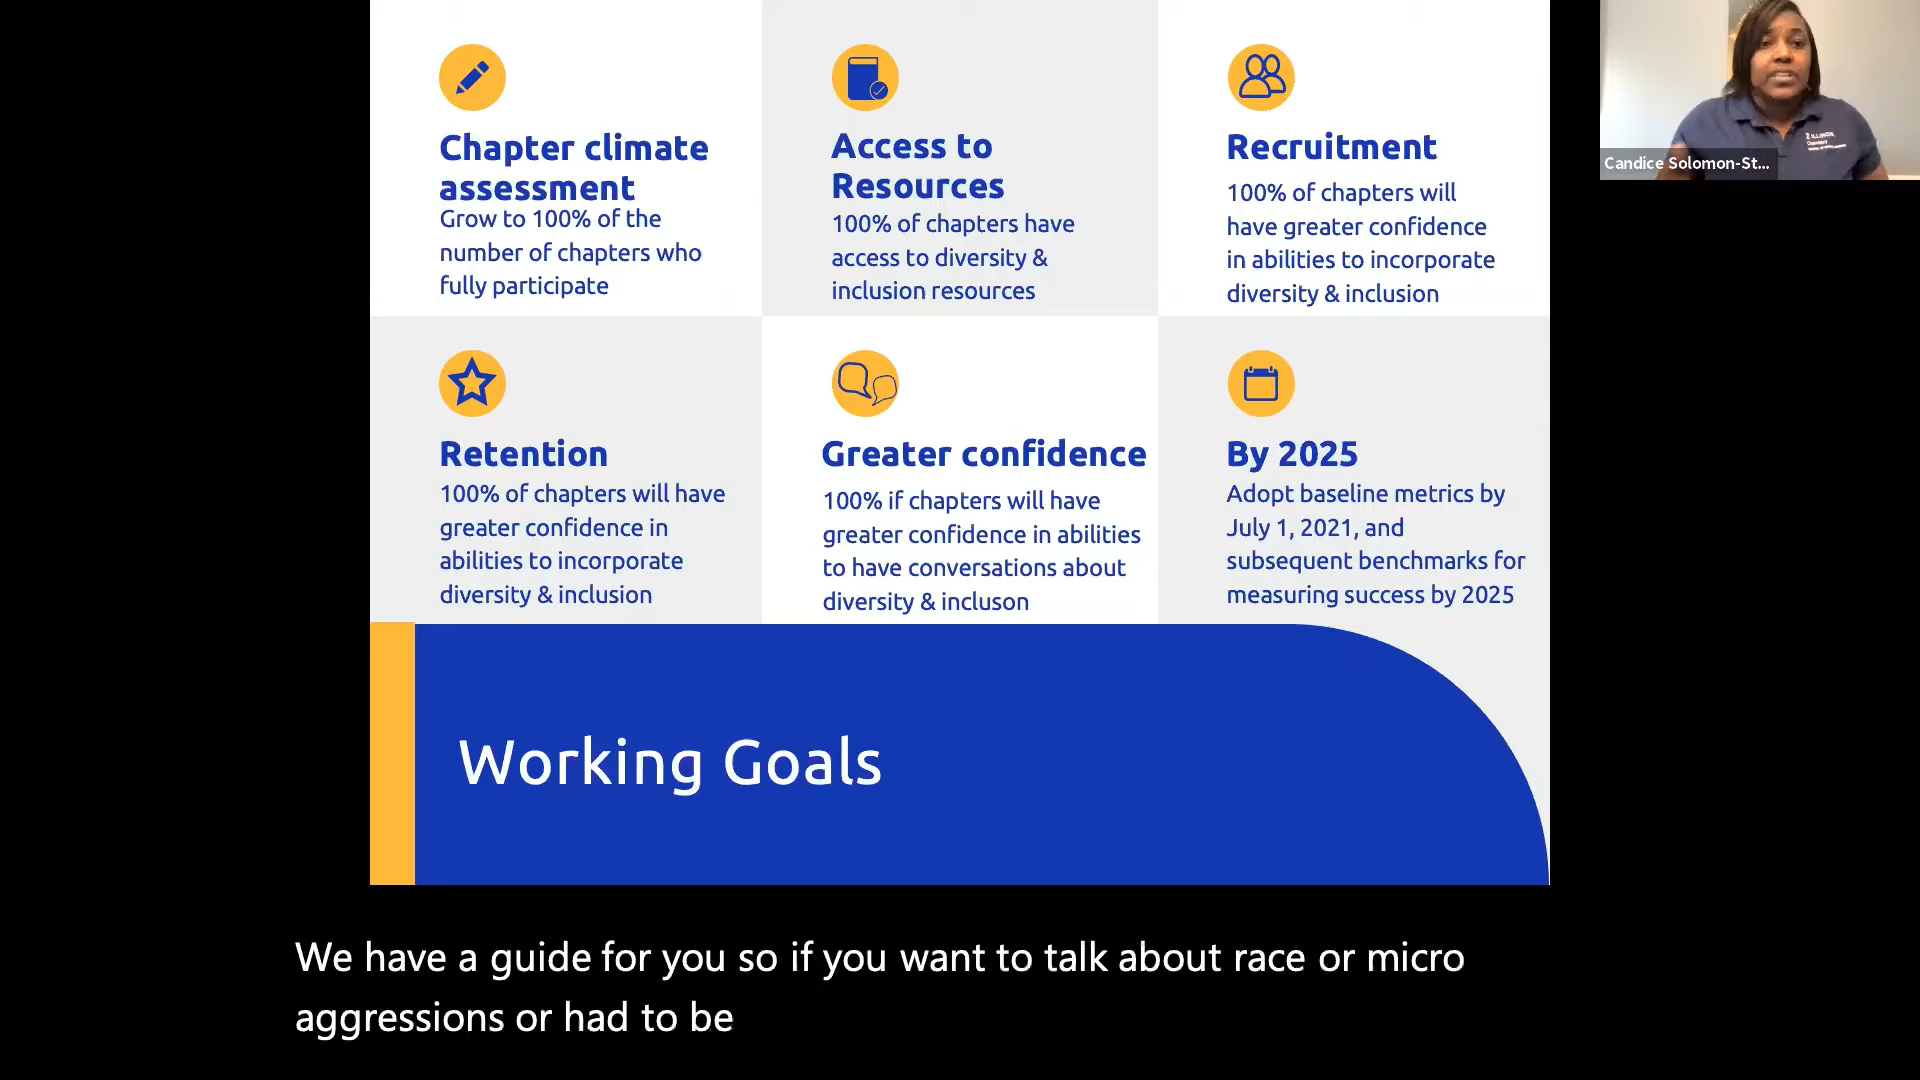 Chapter climate
assessment
Grow to 100% of the
number of chapters who
fully participate
Access to
Resources
100% of chapters have
access to diversity &
inclusion resources
Recruitment
100% of chapters will
have greater confidence
in abilities to incorporate
diversity & inclusion
Retention
100% of chapters will have
greater confidence in
abilities to incorporate
diversity & inclusion
Greater confidence
100% if chapters will have
greater confidence in abilities
to have conversations about
diversity & incluson
By 2025
Adopt baseline metrics by
July 1, 2021, and
subsequent benchmarks for
measuring success by 2025
Working Goals
ILLINOIS
Candice Solomon-St...
We have a guide for you so if you want to talk about race or micro
aggressions or had to be